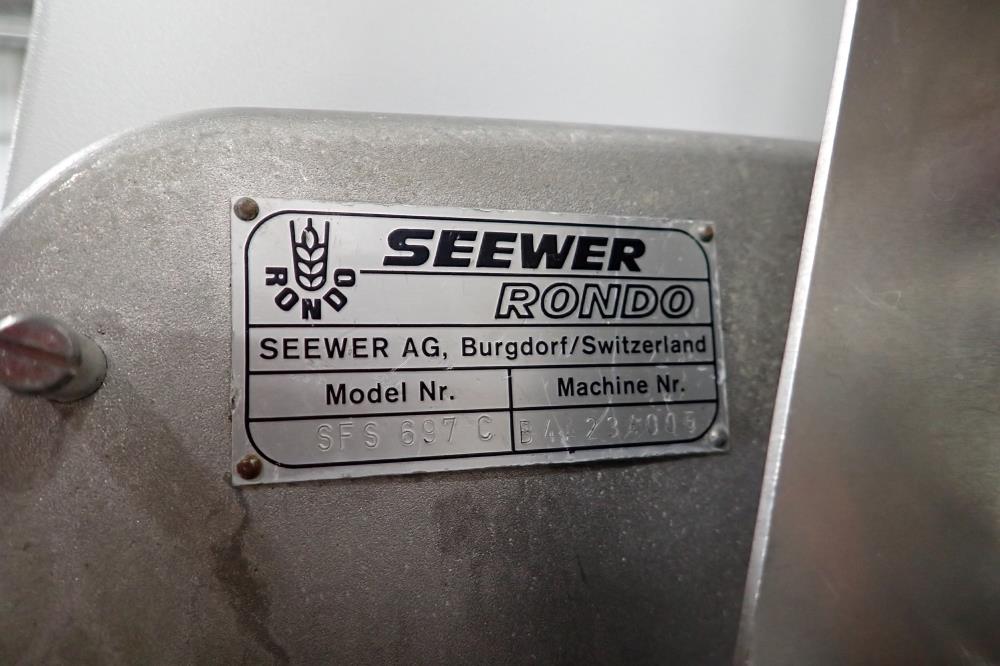 RONDO
SEEWER
RONDO
SEEWER AG, Burgdorf/Switzerland
Model Nr. Machine Nr.
SFS 697 C